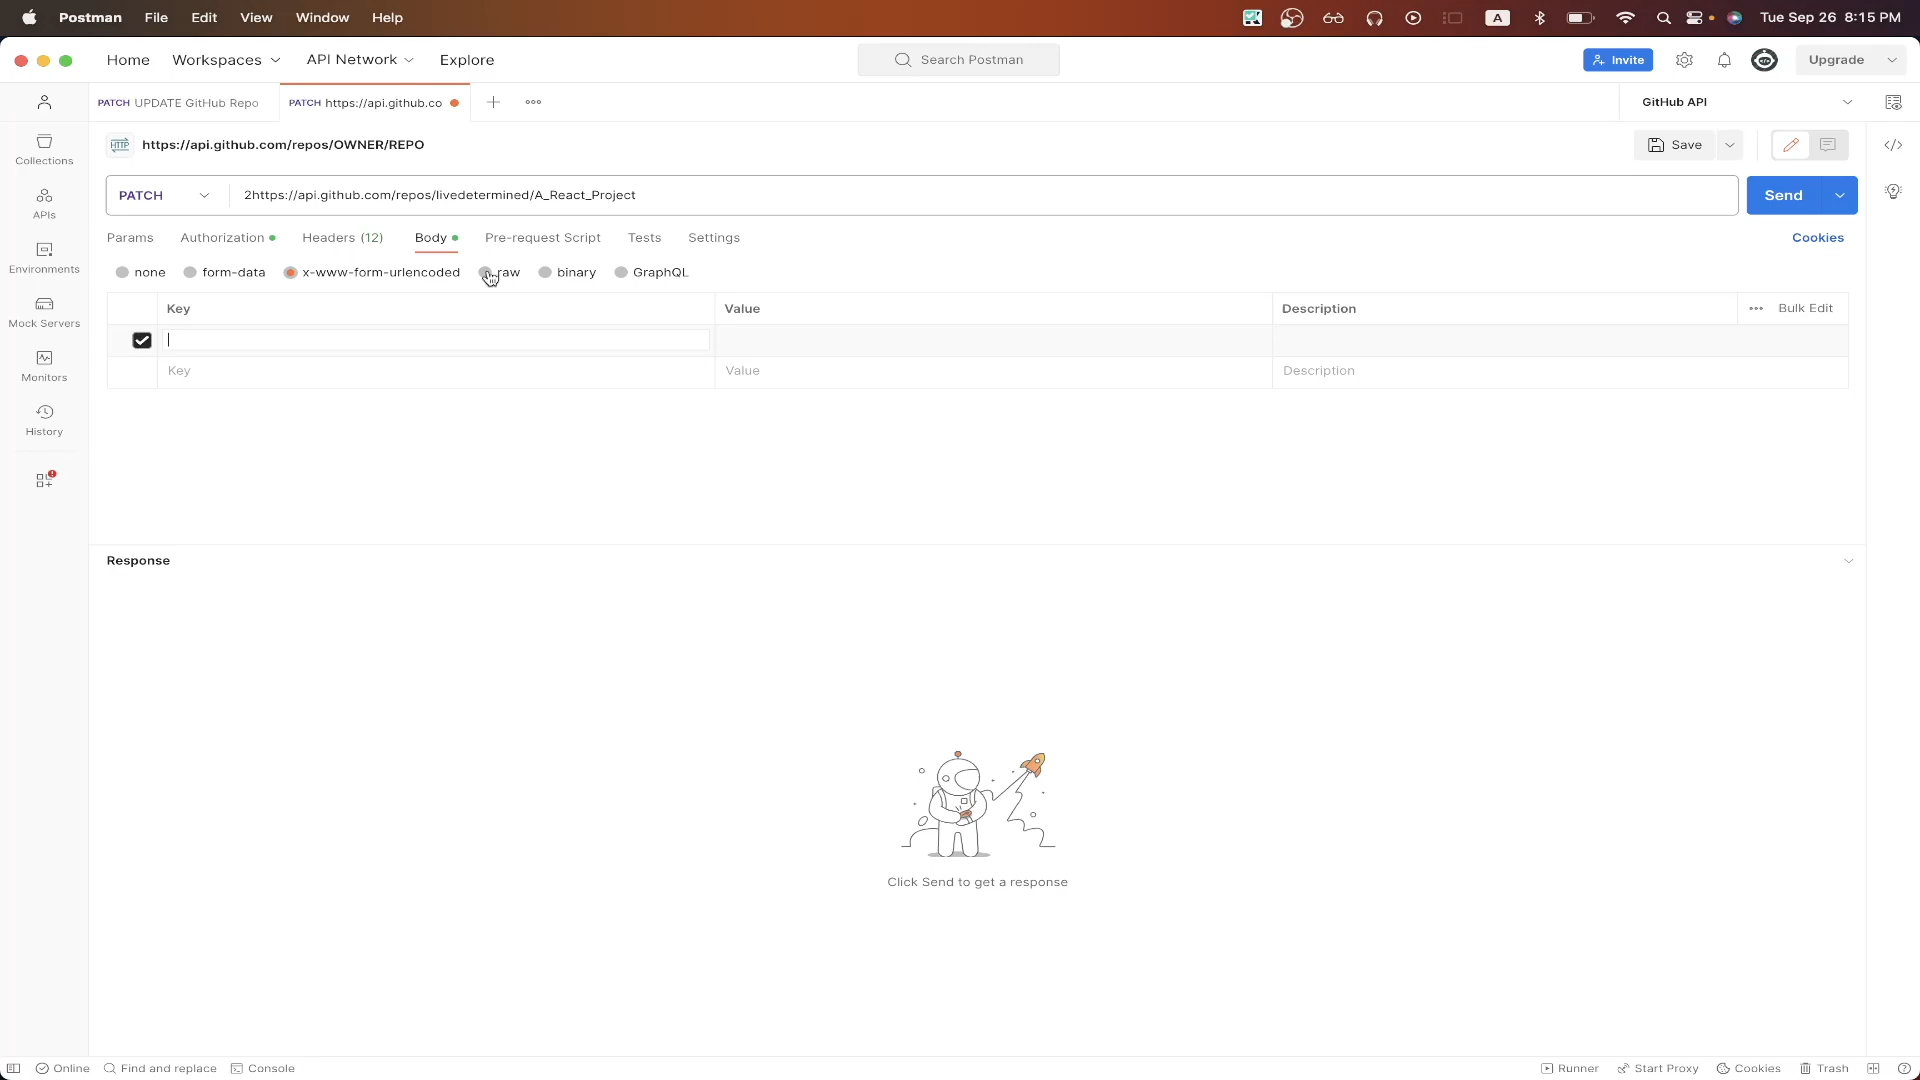 Postman File Edit View Window Help A Tue Sep 26 8:15 PM
Home Workspaces API Network Explore Search Postman Invite Upgrade
PATCH UPDATE GitHub Repo PATCH https://api.github.co GitHub API
HTTP https://api.github.com/repos/OWNER/REPO Save
PATCH 2https://api.github.com/repos/livedetermined/A_React_Project Send
Params Authorization Headers (12) Body Pre-request Script Tests Settings Cookies
none form-data x-www-form-urlencoded raw binary GraphQL
Key Value Description Bulk Edit
Key Value Description
Collections
APIs
Environments
Mock Servers
Monitors
History
Response
Click Send to get a response
Online Find and replace Console Runner Start Proxy Cookies Trash